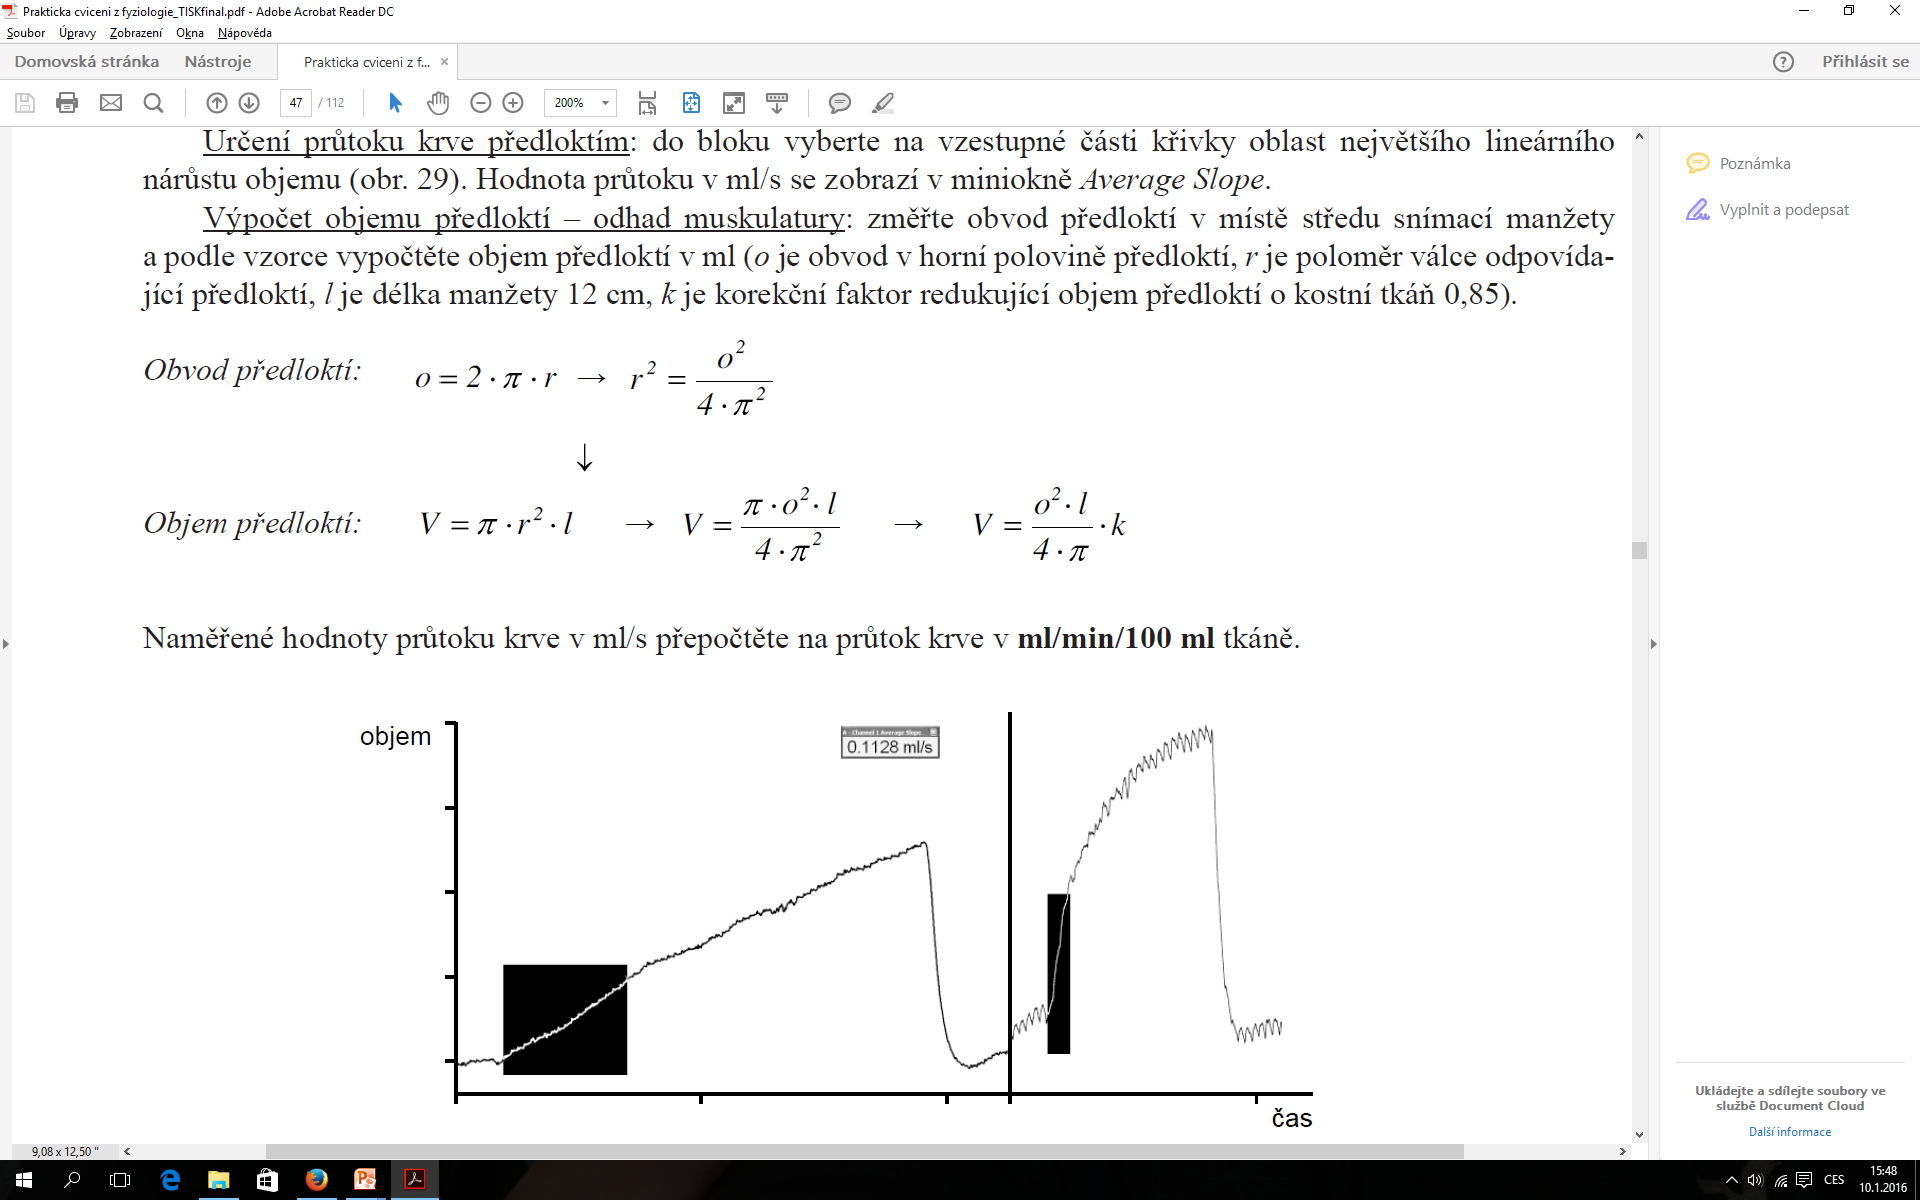 Prakticka cviceni z fyziologie_TISKfinal.pdf - Adobe Acrobat Reader DC
Soubor Úpravy Zobrazení Okna Nápověda
Domovská stránka Nástroje Prakticka cviceni z f... × Přihlásit se
47 / 112 200%
Určení průtoku krve předloktím: do bloku vyberte na vzestupné části křivky oblast největšího lineárního
nárůstu objemu (obr. 29). Hodnota průtoku v ml/s se zobrazí v miniokně Average Slope.
Výpočet objemu předloktí – odhad muskulatury: změřte obvod předloktí v místě středu snímací manžety
a podle vzorce vypočtěte objem předloktí v ml (o je obvod v horní polovině předloktí, r je poloměr válce odpovída-
jící předloktí, l je délka manžety 12 cm, k je korekční faktor redukující objem předloktí o kostní tkáň 0,85).
Obvod předloktí: o = 2 · π · r → r² = o² / 4 · π²
↓
Objem předloktí: V = π · r² · l → V = π · o² · l / 4 · π² → V = o² · l / 4 · π · k
Naměřené hodnoty průtoku krve v ml/s přepočtěte na průtok krve v ml/min/100 ml tkáně.
objem
A - Channel 1 Average Slope
0.1128 ml/s
čas
Poznámka
Vyplnit a podepsat
Ukládejte a sdílejte soubory ve
službě Document Cloud
Další informace
9,08 x 12,50 "
CES
15:48
10.1.2016